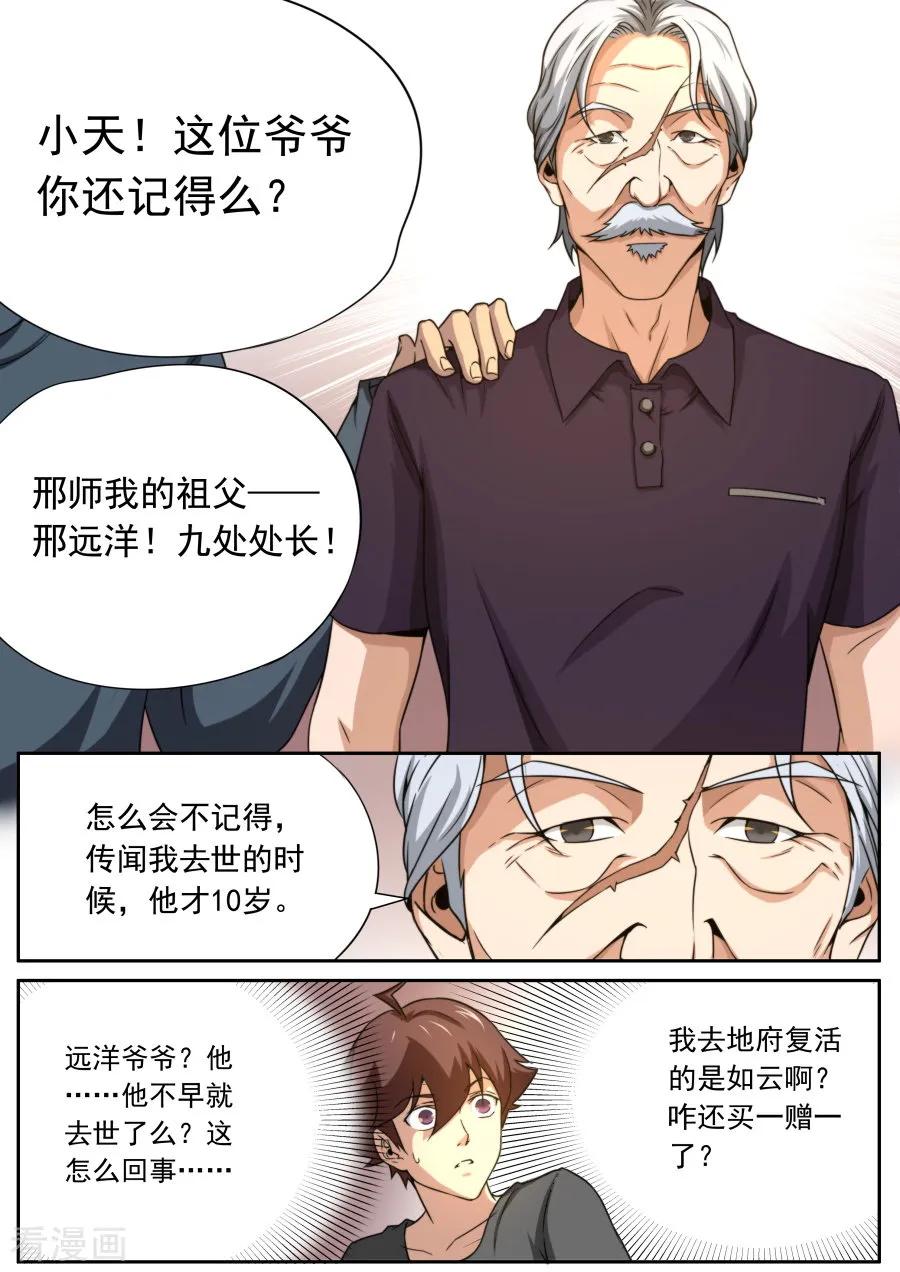 小天！这位爷爷
你还记得么？
邢师我的祖父——
邢远洋！九处处长！
怎么会不记得，
传闻我去世的时
候，他才10岁。
远洋爷爷？他
……他不早就
去世了么？这
怎么回事……
我去地府复活
的是如云啊？
咋还买一赠一
了？
看漫画